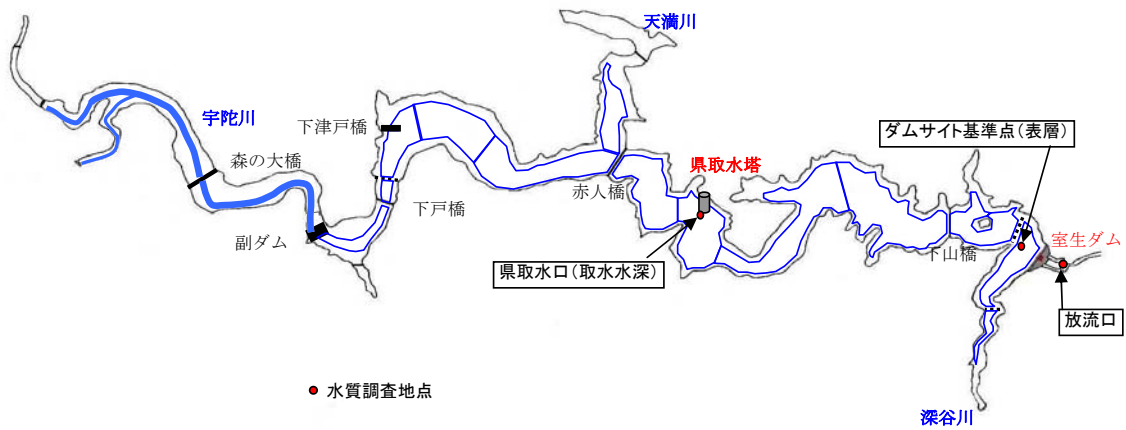 天満川
宇陀川
下津戸橋
ダムサイト基準点（表層）
森の大橋
県取水塔
赤人橋
下戸橋
副ダム
室生ダム
下山橋
県取水口（取水水深）
放流口
水質調査地点
深谷川